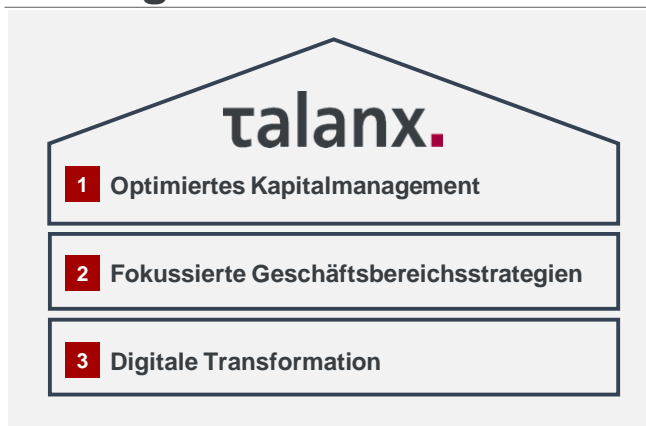 talanx.
1 Optimiertes Kapitalmanagement
2 Fokussierte Geschäftsbereichsstrategien
3 Digitale Transformation